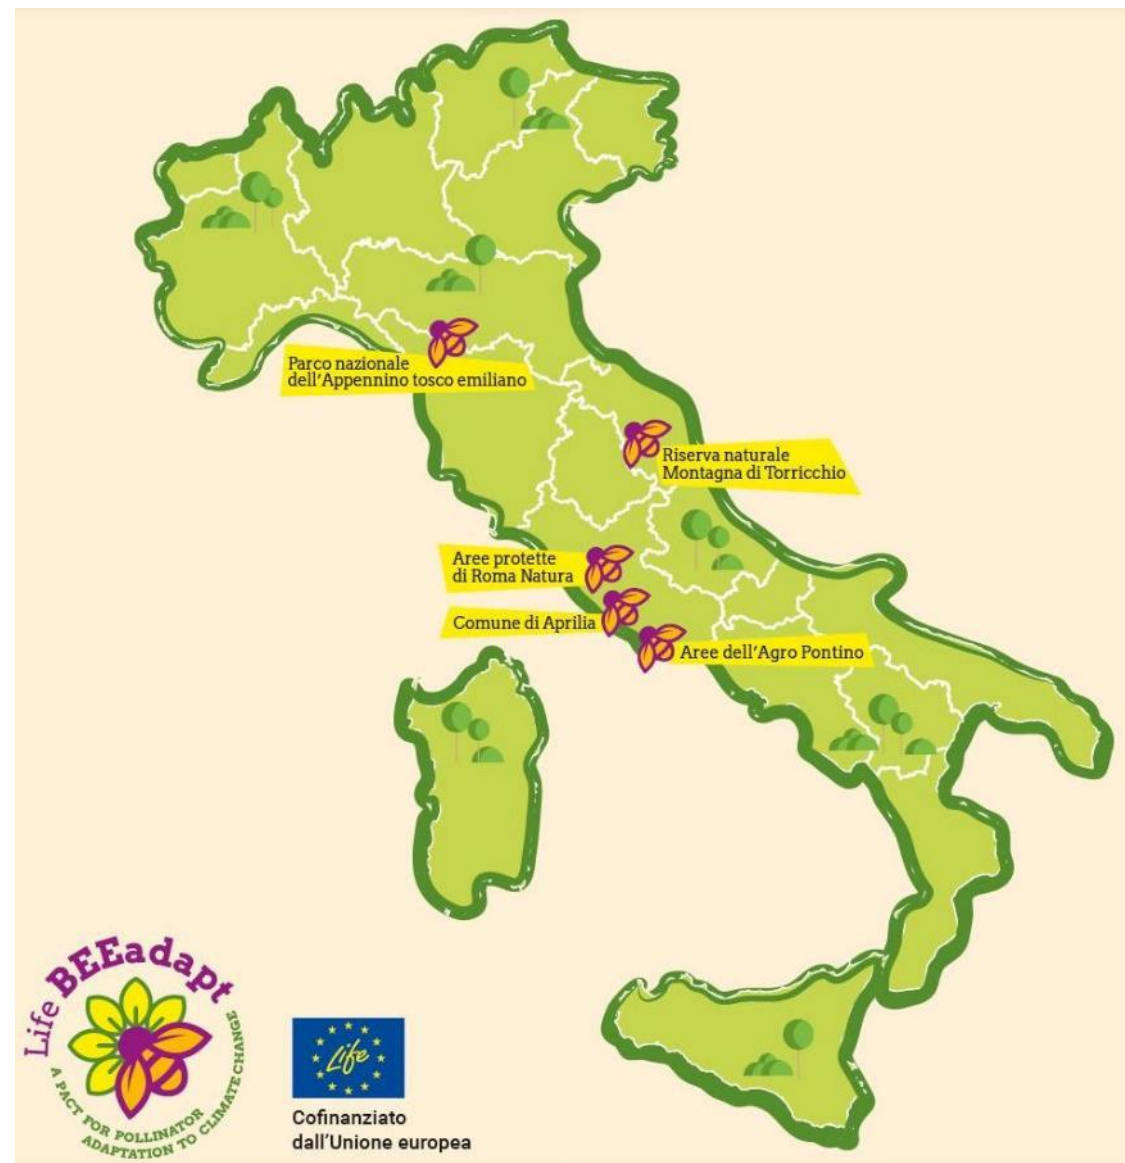 Parco nazionale
dell'Appennino tosco emiliano
Riserva naturale
Montagna di Torricchio
Aree protette
di Roma Natura
Comune di Aprilia
Aree dell'Agro Pontino
Life BEEadapt
A PACT FOR POLLINATOR
ADAPTATION TO CLIMATE CHANGE
Life
Cofinanziato
dall'Unione europea